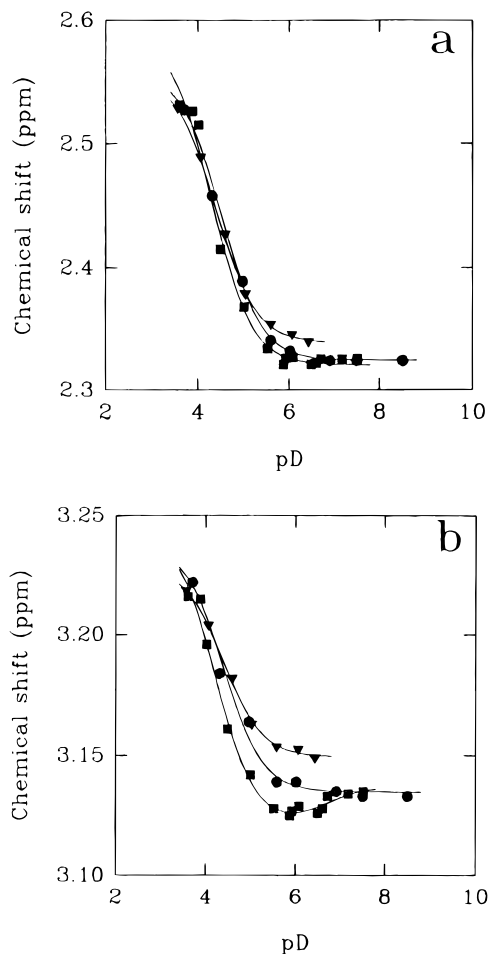 a
2.6
2.5
2.4
2.3
Chemical shift (ppm)
2 4 6 8 10
pD
b
3.25
3.20
3.15
3.10
Chemical shift (ppm)
2 4 6 8 10
pD